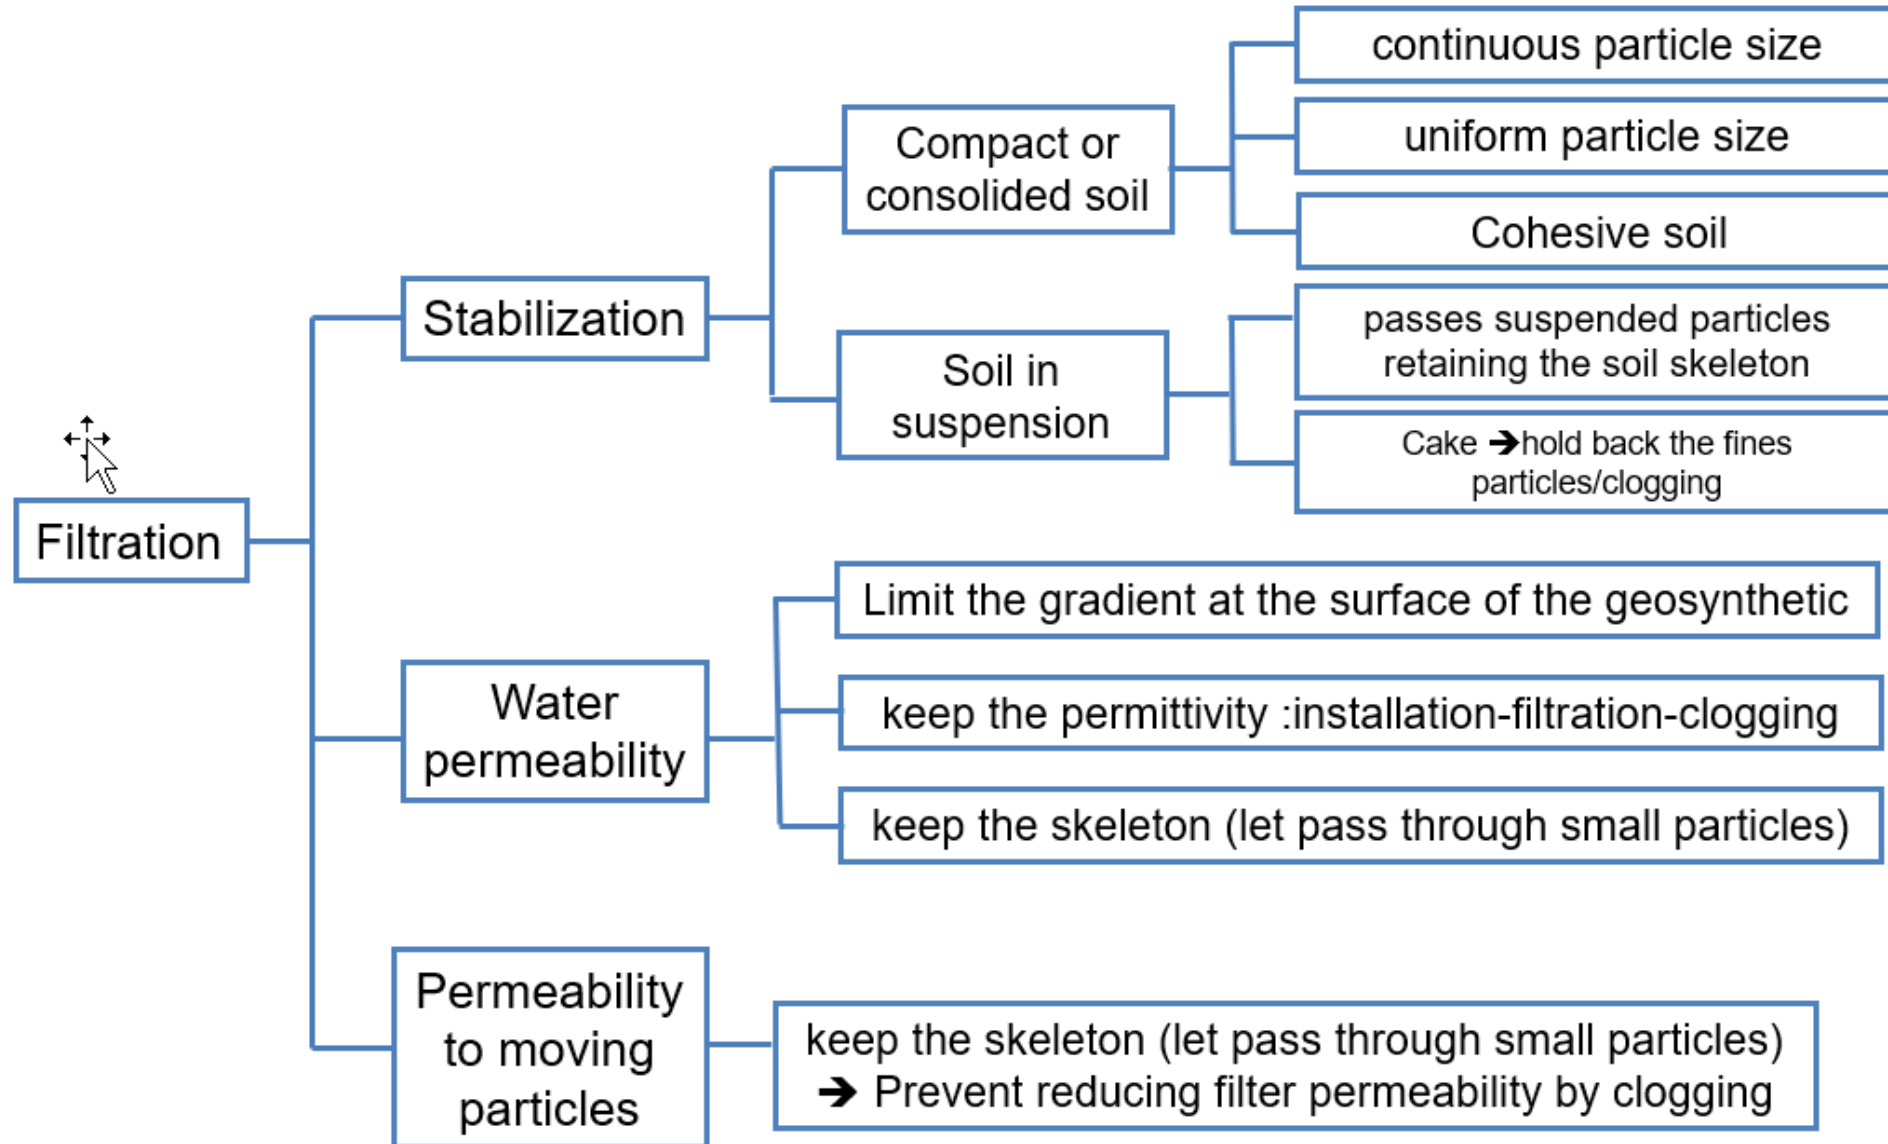 continuous particle size
uniform particle size
Cohesive soil
Compact or
consolided soil
Stabilization
Soil in
suspension
passes suspended particles
retaining the soil skeleton
Cake ➔hold back the fines
particles/clogging
Filtration
Limit the gradient at the surface of the geosynthetic
Water
permeability
keep the permittivity :installation-filtration-clogging
keep the skeleton (let pass through small particles)
Permeability
to moving
particles
keep the skeleton (let pass through small particles)
➔ Prevent reducing filter permeability by clogging